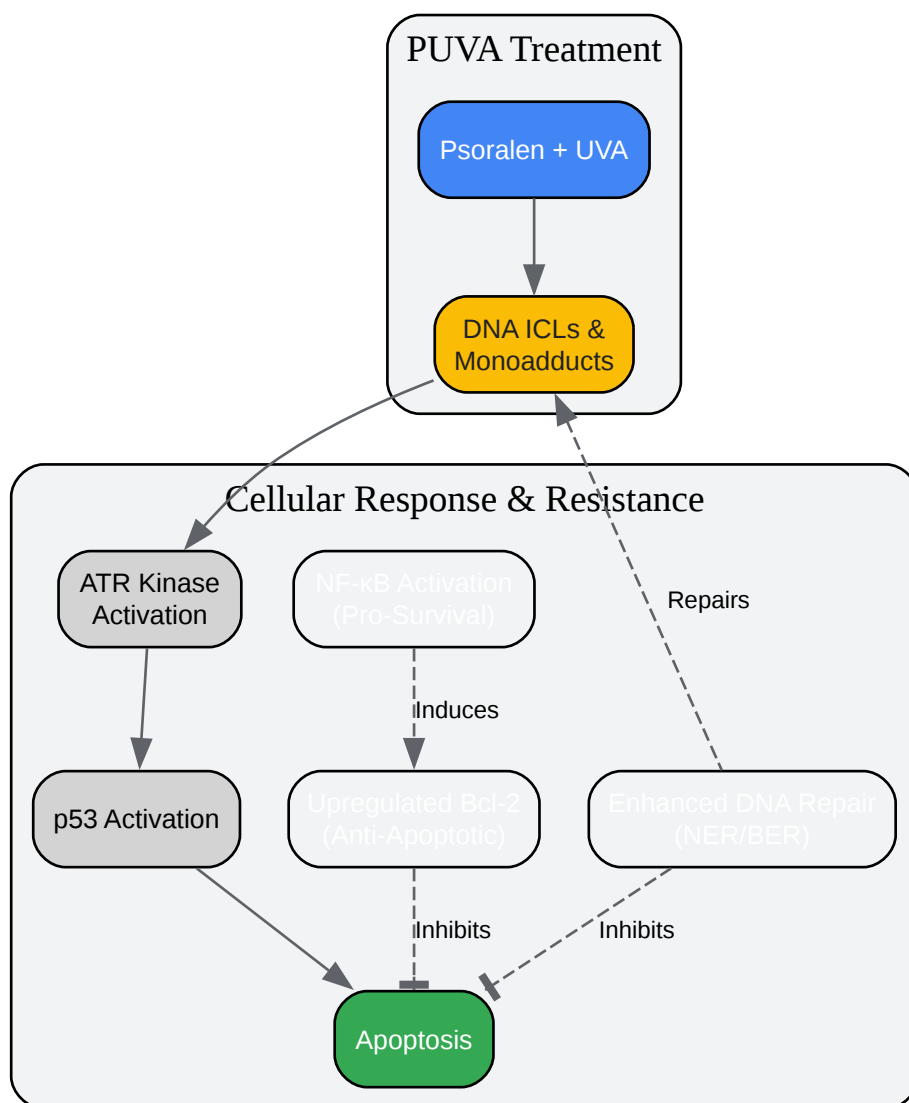 PUVA Treatment
Psoralen + UVA
DNA ICLs &
Monoadducts
Cellular Response & Resistance
ATR Kinase
Activation
NF-κB Activation
(Pro-Survival)
Repairs
Induces
p53 Activation
Upregulated Bcl-2
(Anti-Apoptotic)
Enhanced DNA Repair
(NER/BER)
Inhibits
Inhibits
Apoptosis